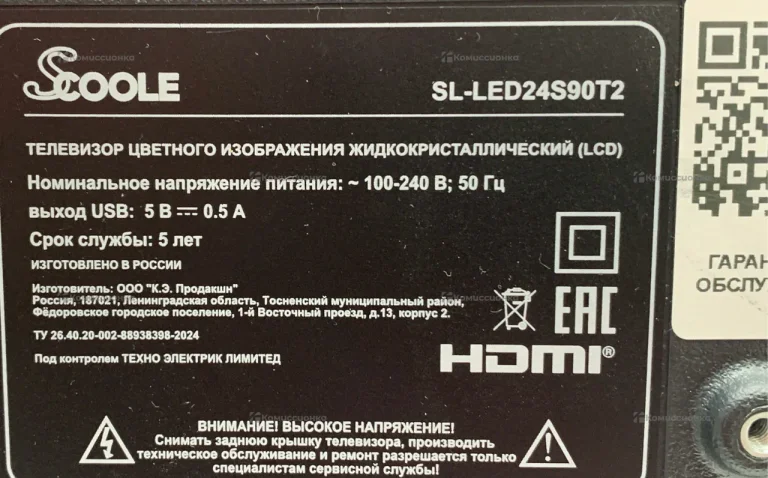 SCOOLE
SL-LED24S90T2
ТЕЛЕВИЗОР ЦВЕТНОГО ИЗОБРАЖЕНИЯ ЖИДКОКРИСТАЛЛИЧЕСКИЙ (LCD)
Номинальное напряжение питания: ~ 100-240 В; 50 Гц
выход USB: 5 В ⎓ 0.5 А
Срок службы: 5 лет
ИЗГОТОВЛЕНО В РОССИИ
Изготовитель: ООО "К.Э. Продакшн"
Россия, 187021, Ленинградская область, Тосненский муниципальный район,
Фёдоровское городское поселение, 1-й Восточный проезд, д.13, корпус 2.
ТУ 26.40.20-002-88938398-2024
Под контролем ТЕХНО ЭЛЕКТРИК ЛИМИТЕД
EAC
HDMI®
ВНИМАНИЕ! ВЫСОКОЕ НАПРЯЖЕНИЕ!
Снимать заднюю крышку телевизора, производить
техническое обслуживание и ремонт разрешается только
специалистам сервисной службы!
ГАРАН
ОБСЛУ
Комиссионка